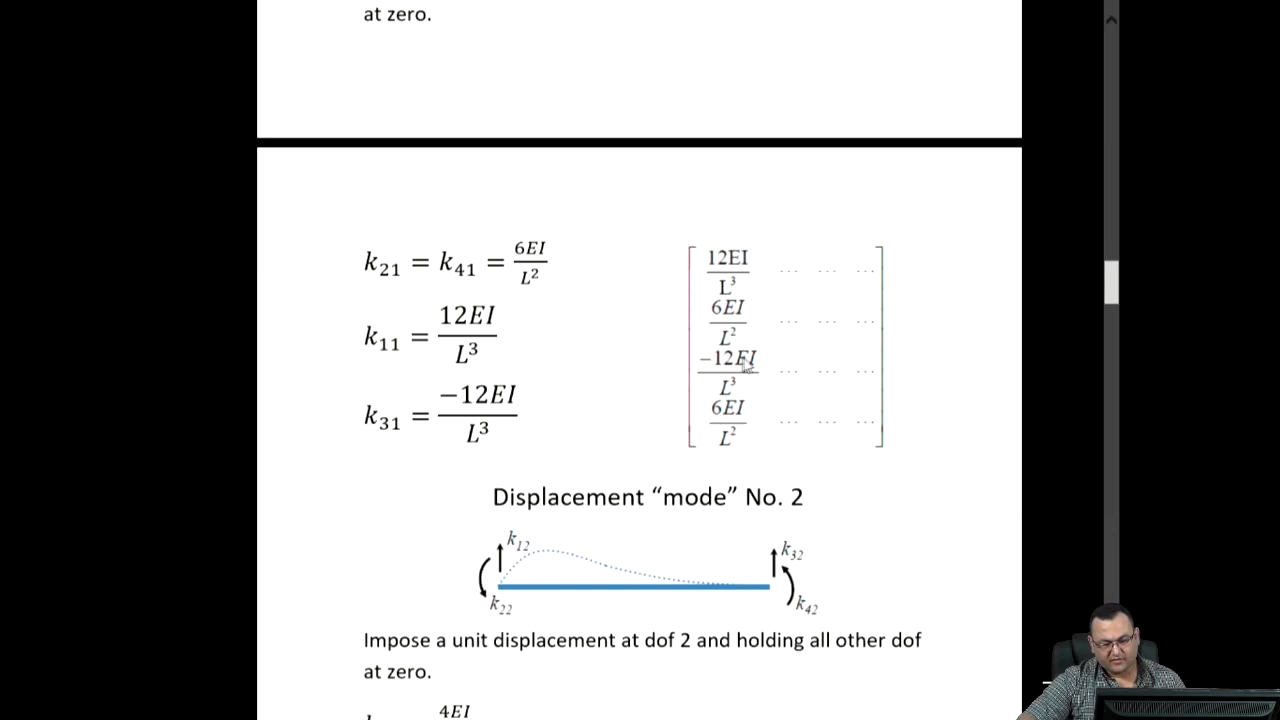 at zero.
k₂₁ = k₄₁ = 6EI/L²
k₁₁ = 12EI/L³
k₃₁ = −12EI/L³
12EI/L³ ... ... ...
6EI/L² ... ... ...
−12EI/L³ ... ... ...
6EI/L² ... ... ...
Displacement “mode” No. 2
k₁₂ k₃₂
k₂₂ k₄₂
Impose a unit displacement at dof 2 and holding all other dof
at zero.
4EI